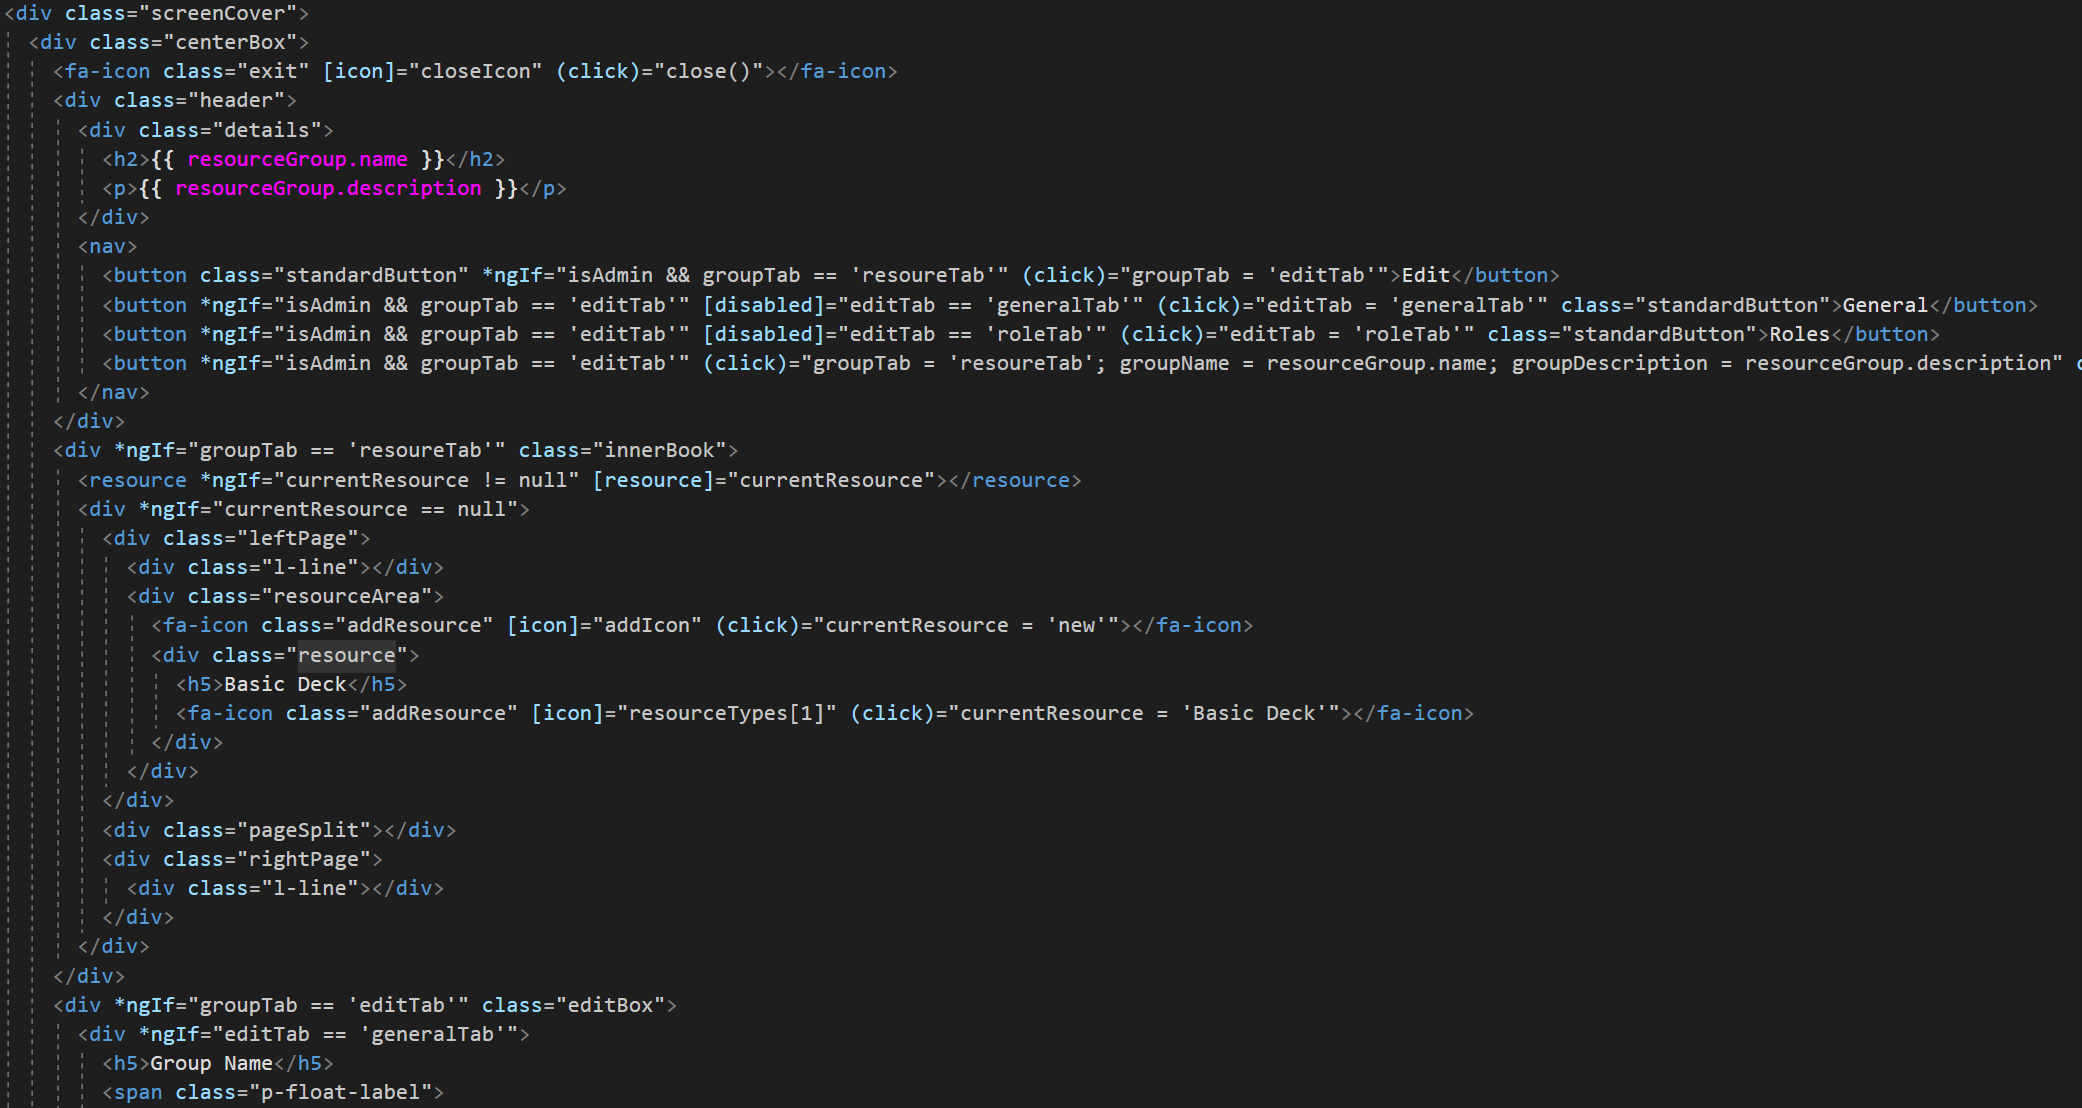 <div class="screenCover">
<div class="centerBox">
<fa-icon class="exit" [icon]="closeIcon" (click)="close()"></fa-icon>
<div class="header">
<div class="details">
<h2>{{ resourceGroup.name }}</h2>
<p>{{ resourceGroup.description }}</p>
</div>
<nav>
<button class="standardButton" *ngIf="isAdmin && groupTab == 'resoureTab'" (click)="groupTab = 'editTab'">Edit</button>
<button *ngIf="isAdmin && groupTab == 'editTab'" [disabled]="editTab == 'generalTab'" (click)="editTab = 'generalTab'" class="standardButton">General</button>
<button *ngIf="isAdmin && groupTab == 'editTab'" [disabled]="editTab == 'roleTab'" (click)="editTab = 'roleTab'" class="standardButton">Roles</button>
<button *ngIf="isAdmin && groupTab == 'editTab'" (click)="groupTab = 'resoureTab'; groupName = resourceGroup.name; groupDescription = resourceGroup.description"
</nav>
</div>
<div *ngIf="groupTab == 'resoureTab'" class="innerBook">
<resource *ngIf="currentResource != null" [resource]="currentResource"></resource>
<div *ngIf="currentResource == null">
<div class="leftPage">
<div class="l-line"></div>
<div class="resourceArea">
<fa-icon class="addResource" [icon]="addIcon" (click)="currentResource = 'new'"></fa-icon>
<div class="resource">
<h5>Basic Deck</h5>
<fa-icon class="addResource" [icon]="resourceTypes[1]" (click)="currentResource = 'Basic Deck'"></fa-icon>
</div>
</div>
</div>
<div class="pageSplit"></div>
<div class="rightPage">
<div class="l-line"></div>
</div>
</div>
</div>
<div *ngIf="groupTab == 'editTab'" class="editBox">
<div *ngIf="editTab == 'generalTab'">
<h5>Group Name</h5>
<span class="p-float-label">